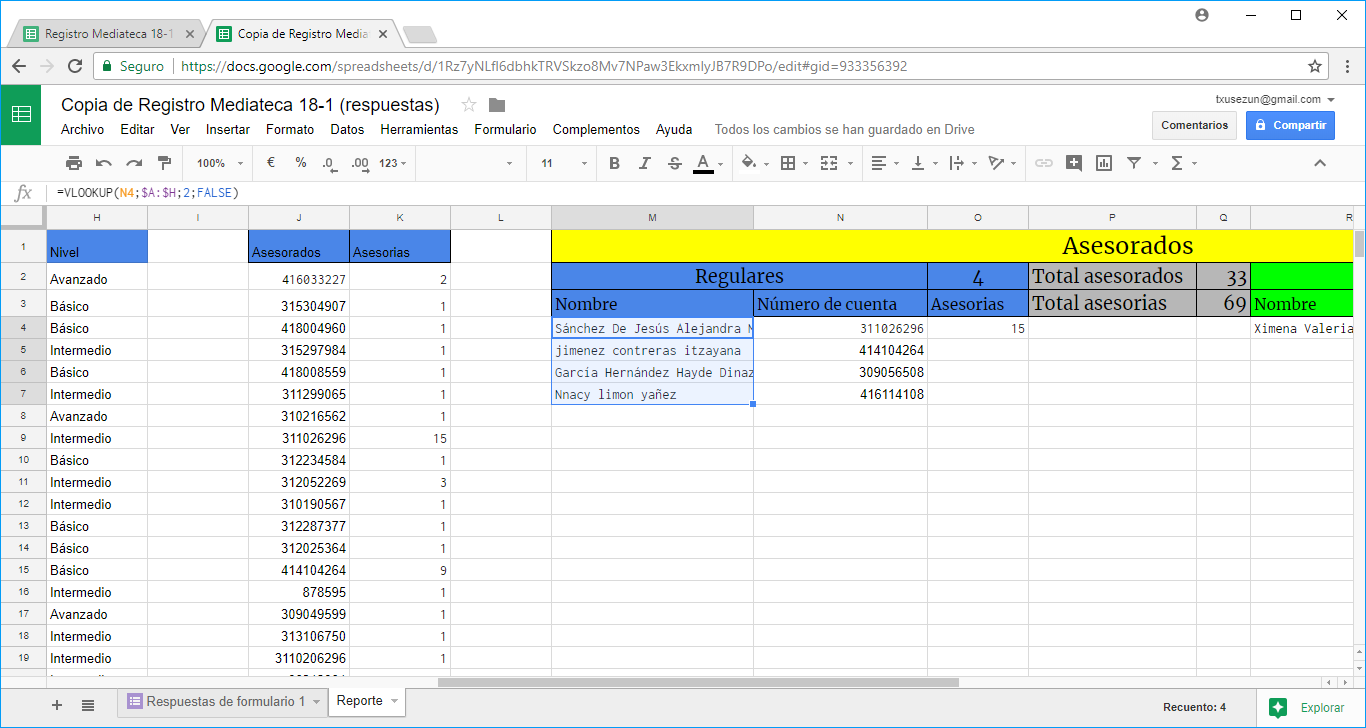 Registro Mediateca 18-1
Copia de Registro Media
Seguro https://docs.google.com/spreadsheets/d/1Rz7yNLfl6dbhkTRVSkzo8Mv7NPaw3EkxmlyJB7R9DPo/edit#gid=933356392
Copia de Registro Mediateca 18-1 (respuestas)
txusezun@gmail.com
Archivo Editar Ver Insertar Formato Datos Herramientas Formulario Complementos Ayuda Todos los cambios se han guardado en Drive
Comentarios Compartir
100% € % .0 .00 123 11 B I S A Σ
fx =VLOOKUP(N4;$A:$H;2;FALSE)
H I J K L M N O P Q R
1 Nivel Asesorados Asesorias Asesorados
2 Avanzado 416033227 2 Regulares 4 Total asesorados 33
3 Básico 315304907 1 Nombre Número de cuenta Asesorias Total asesorias 69 Nombre
4 Básico 418004960 1 Sánchez De Jesús Alejandra 311026296 15 Ximena Valeria
5 Intermedio 315297984 1 jimenez contreras itzayana 414104264
6 Básico 418008559 1 García Hernández Hayde Dinaz 309056508
7 Intermedio 311299065 1 Nnacy limon yañez 416114108
8 Avanzado 310216562 1
9 Intermedio 311026296 15
10 Básico 312234584 1
11 Intermedio 312052269 3
12 Intermedio 310190567 1
13 Básico 312287377 1
14 Básico 312025364 1
15 Básico 414104264 9
16 Intermedio 878595 1
17 Avanzado 309049599 1
18 Intermedio 313106750 1
19 Intermedio 3110206296 1
Respuestas de formulario 1 Reporte Recuento: 4 Explorar